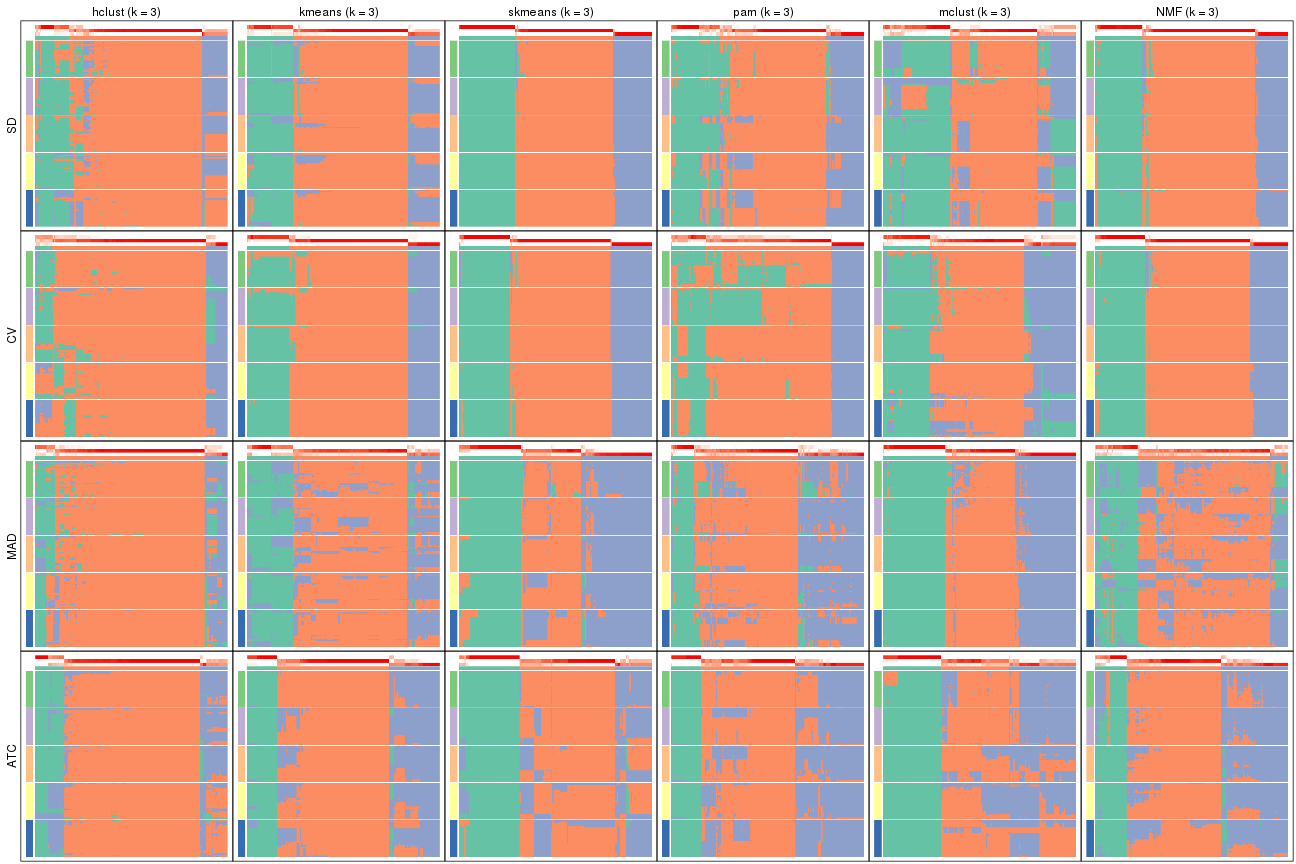 hclust (k = 3)
kmeans (k = 3)
skmeans (k = 3)
pam (k = 3)
mclust (k = 3)
NMF (k = 3)
SD
CV
MAD
ATC